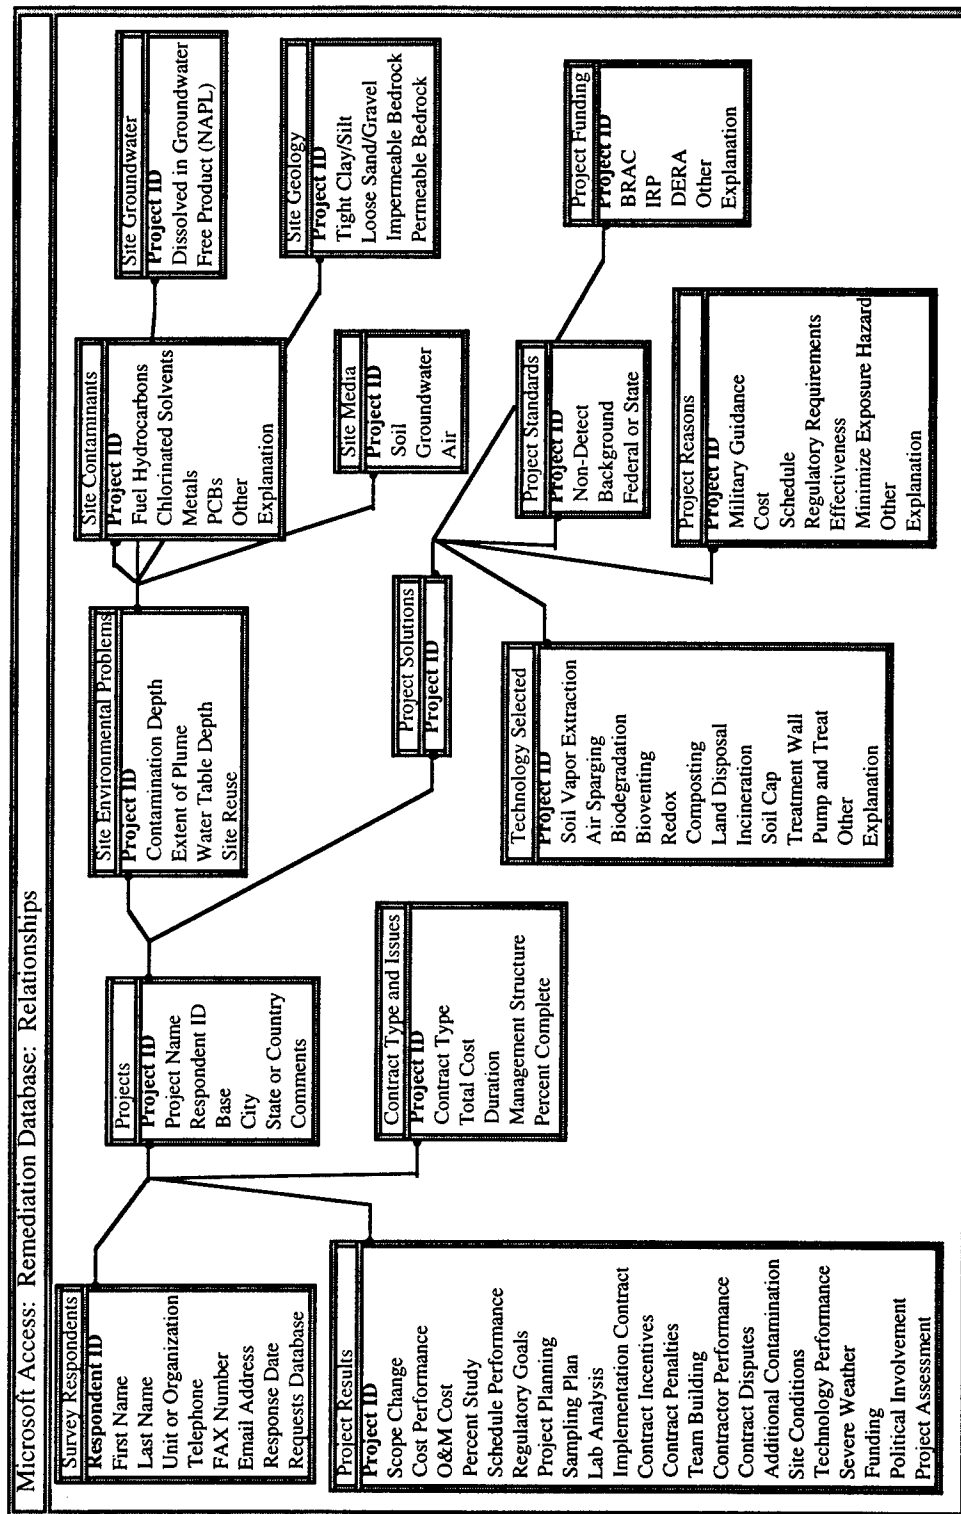 Microsoft Access:  Remediation Database:  Relationships
Survey Respondents
Respondent ID
First Name
Last Name
Unit or Organization
Telephone
FAX Number
Email Address
Response Date
Requests Database
Project Results
Project ID
Scope Change
Cost Performance
O&M Cost
Percent Study
Schedule Performance
Regulatory Goals
Project Planning
Sampling Plan
Lab Analysis
Implementation Contract
Contract Incentives
Contract Penalties
Team Building
Contractor Performance
Contract Disputes
Additional Contamination
Site Conditions
Technology Performance
Severe Weather
Funding
Political Involvement
Project Assessment
Projects
Project ID
Project Name
Respondent ID
Base
City
State or Country
Comments
Contract Type and Issues
Project ID
Contract Type
Total Cost
Duration
Management Structure
Percent Complete
Site Environmental Problems
Project ID
Contamination Depth
Extent of Plume
Water Table Depth
Site Reuse
Project Solutions
Project ID
Technology Selected
Project ID
Soil Vapor Extraction
Air Sparging
Biodegradation
Bioventing
Redox
Composting
Land Disposal
Incineration
Soil Cap
Treatment Wall
Pump and Treat
Other
Explanation
Site Contaminants
Project ID
Fuel Hydrocarbons
Chlorinated Solvents
Metals
PCBs
Other
Explanation
Site Media
Project ID
Soil
Groundwater
Air
Project Standards
Project ID
Non-Detect
Background
Federal or State
Project Reasons
Project ID
Military Guidance
Cost
Schedule
Regulatory Requirements
Effectiveness
Minimize Exposure Hazard
Other
Explanation
Site Groundwater
Project ID
Dissolved in Groundwater
Free Product (NAPL)
Site Geology
Project ID
Tight Clay/Silt
Loose Sand/Gravel
Impermeable Bedrock
Permeable Bedrock
Project Funding
Project ID
BRAC
IRP
DERA
Other
Explanation